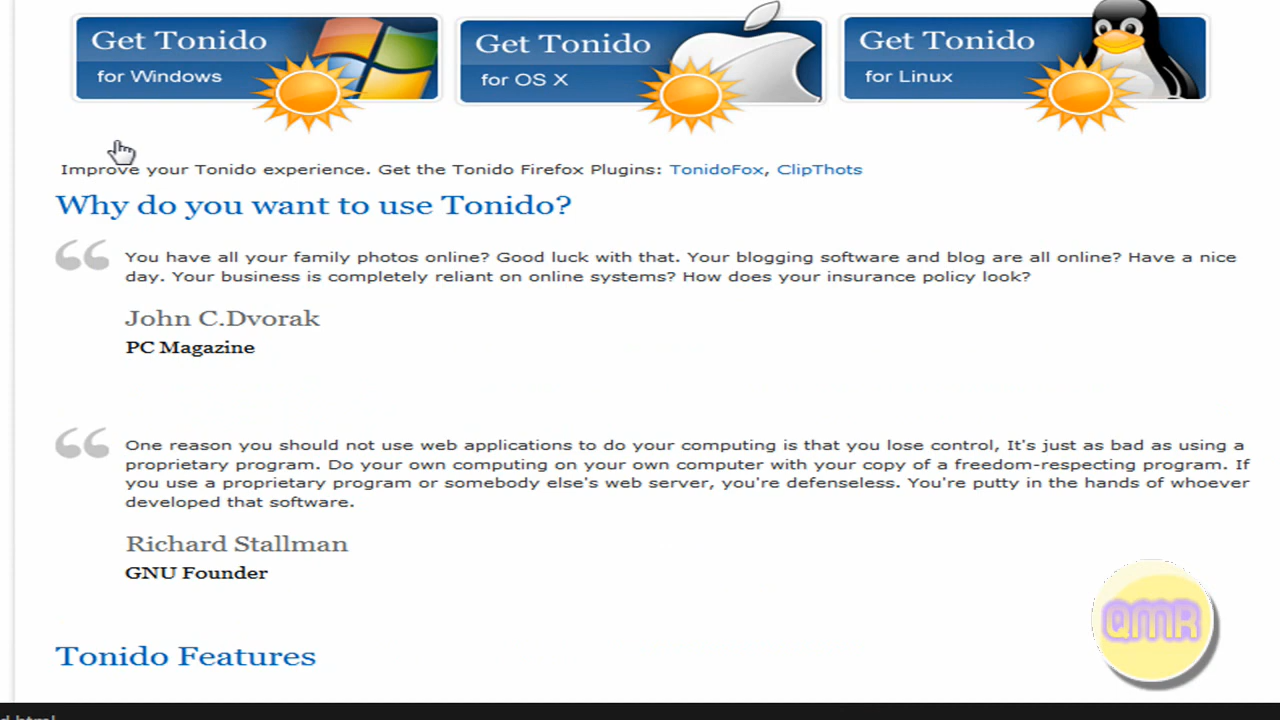 Get Tonido
for Windows
Get Tonido
for OS X
Get Tonido
for Linux
Improve your Tonido experience. Get the Tonido Firefox Plugins: TonidoFox, ClipThots
Why do you want to use Tonido?
You have all your family photos online? Good luck with that. Your blogging software and blog are all online? Have a nice
day. Your business is completely reliant on online systems? How does your insurance policy look?
John C.Dvorak
PC Magazine
One reason you should not use web applications to do your computing is that you lose control, It's just as bad as using a
proprietary program. Do your own computing on your own computer with your copy of a freedom-respecting program. If
you use a proprietary program or somebody else's web server, you're defenseless. You're putty in the hands of whoever
developed that software.
Richard Stallman
GNU Founder
QMR
Tonido Features